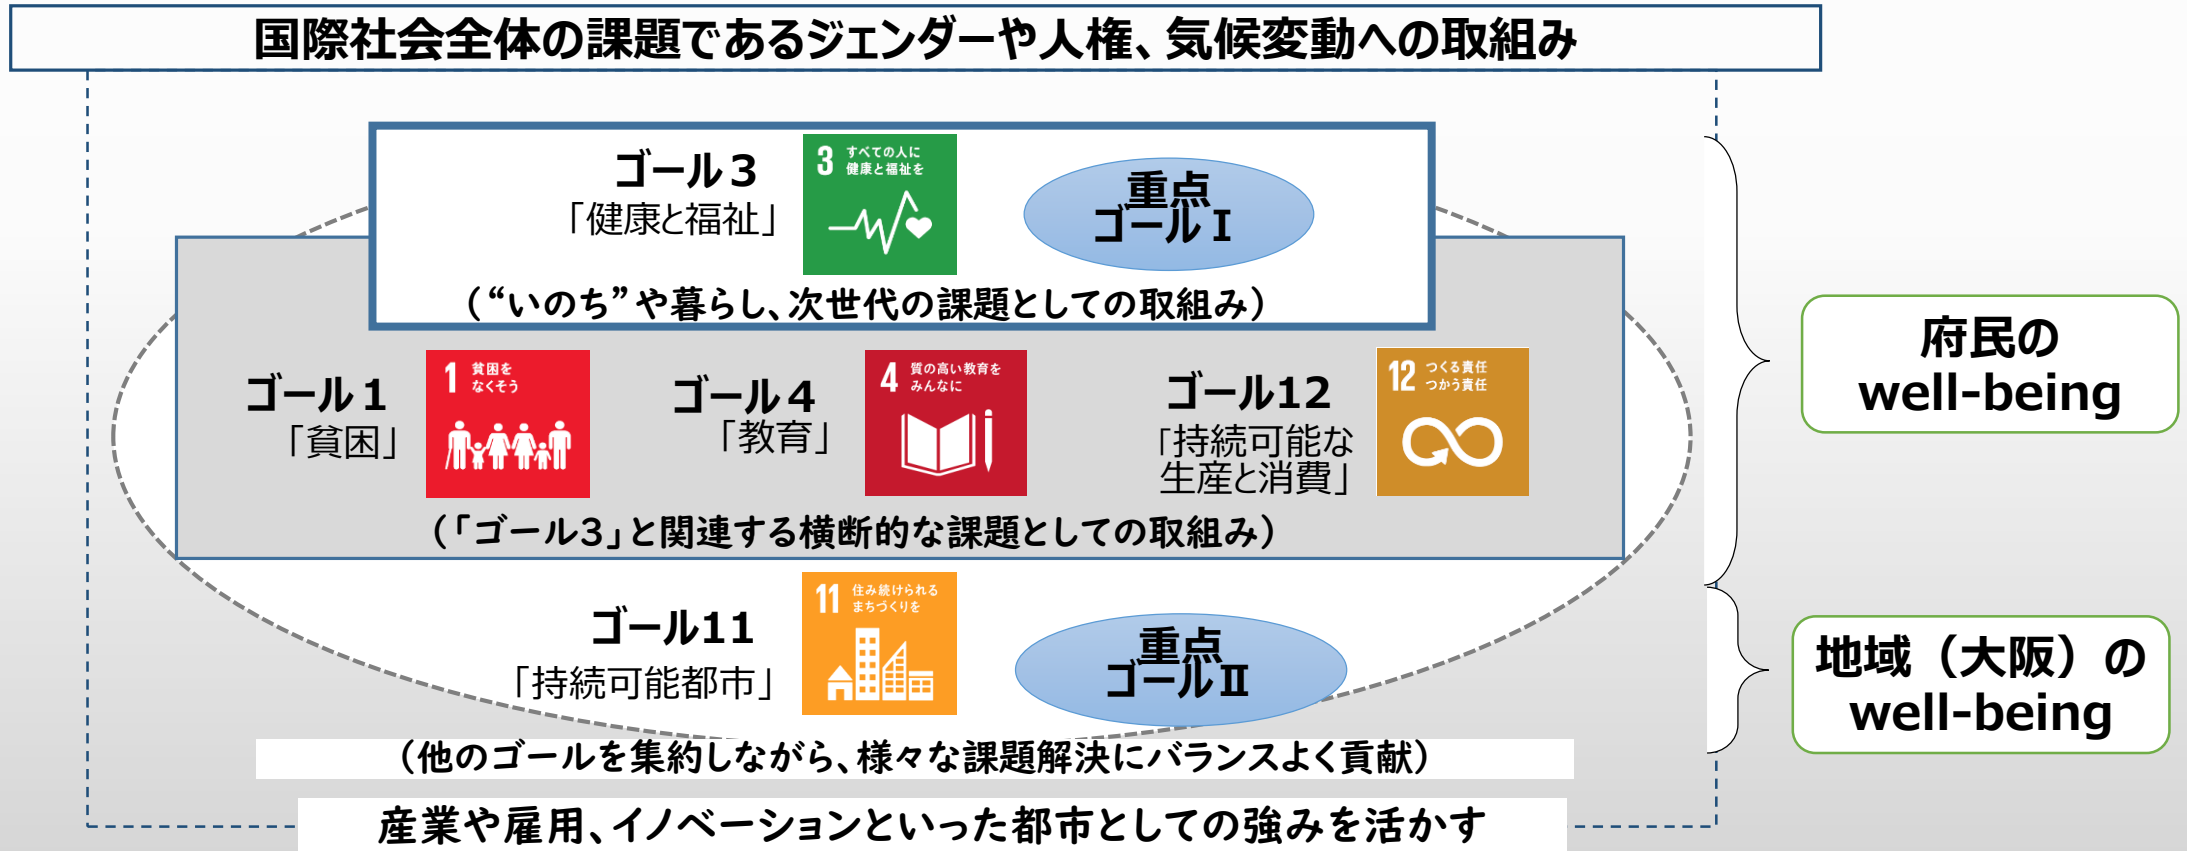 国際社会全体の課題であるジェンダーや人権、気候変動への取組み
ゴール３
「健康と福祉」
3 すべての人に
健康と福祉を
重点
ゴールⅠ
（“いのち”や暮らし、次世代の課題としての取組み）
ゴール１
「貧困」
1 貧困を
なくそう
ゴール４
「教育」
4 質の高い教育を
みんなに
ゴール12
「持続可能な
生産と消費」
12 つくる責任
つかう責任
（「ゴール3」と関連する横断的な課題としての取組み）
ゴール11
「持続可能都市」
11 住み続けられる
まちづくりを
重点
ゴールⅡ
（他のゴールを集約しながら、様々な課題解決にバランスよく貢献）
産業や雇用、イノベーションといった都市としての強みを活かす
府民の
well-being
地域（大阪）の
well-being